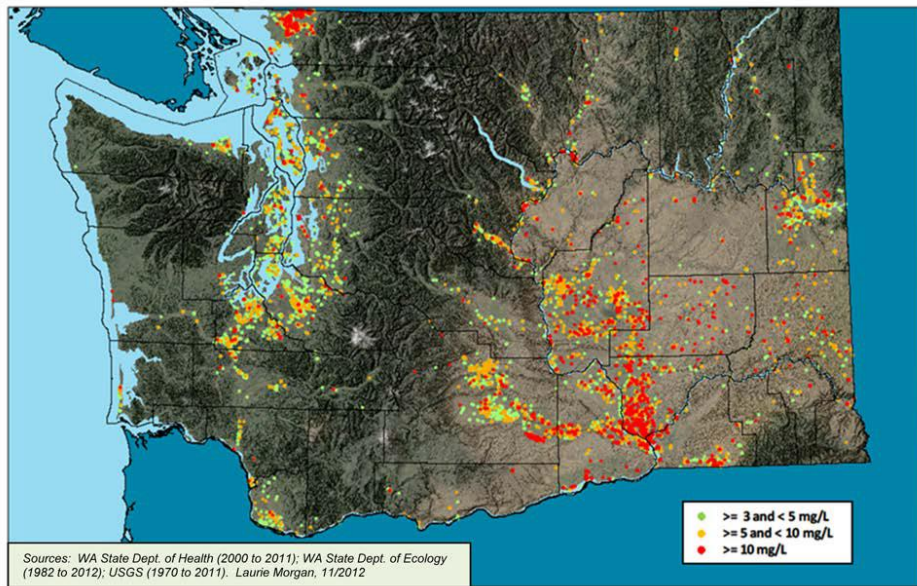 >= 3 and < 5 mg/L
>= 5 and < 10 mg/L
>= 10 mg/L
Sources: WA State Dept. of Health (2000 to 2011); WA State Dept. of Ecology
(1982 to 2012); USGS (1970 to 2011). Laurie Morgan, 11/2012